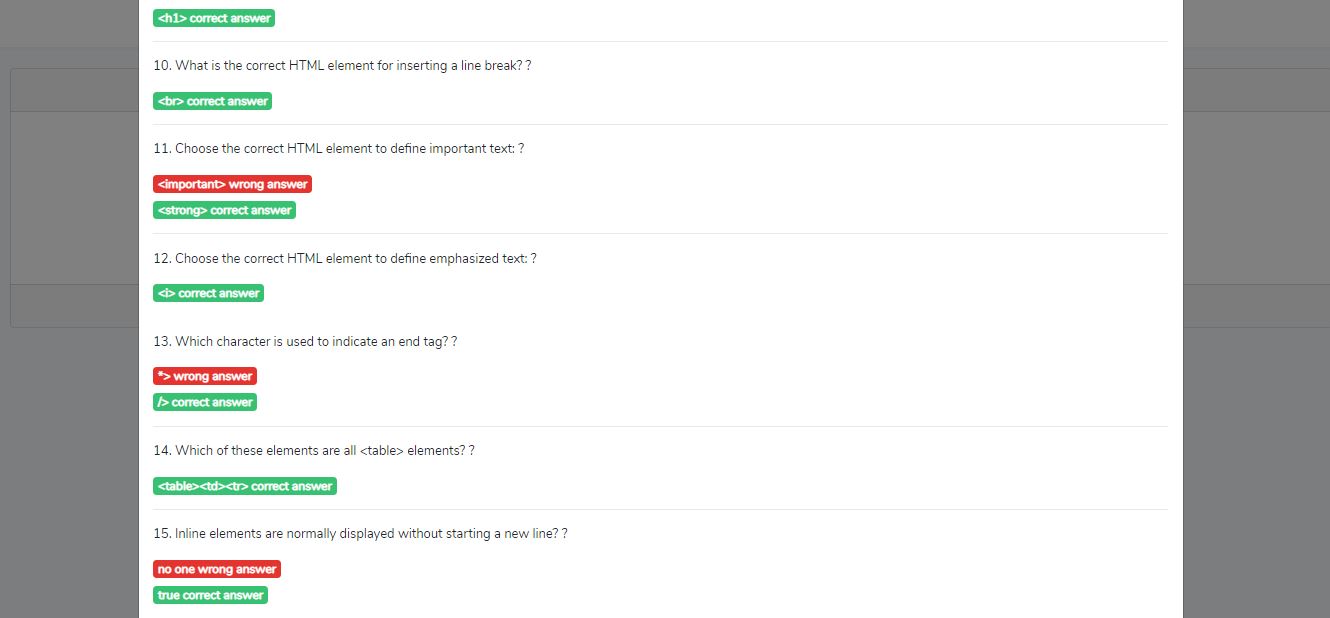 <h1> correct answer
10. What is the correct HTML element for inserting a line break? ?
<br> correct answer
11. Choose the correct HTML element to define important text: ?
<important> wrong answer
<strong> correct answer
12. Choose the correct HTML element to define emphasized text: ?
<i> correct answer
13. Which character is used to indicate an end tag? ?
*> wrong answer
/> correct answer
14. Which of these elements are all <table> elements? ?
<table><td><tr> correct answer
15. Inline elements are normally displayed without starting a new line? ?
no one wrong answer
true correct answer